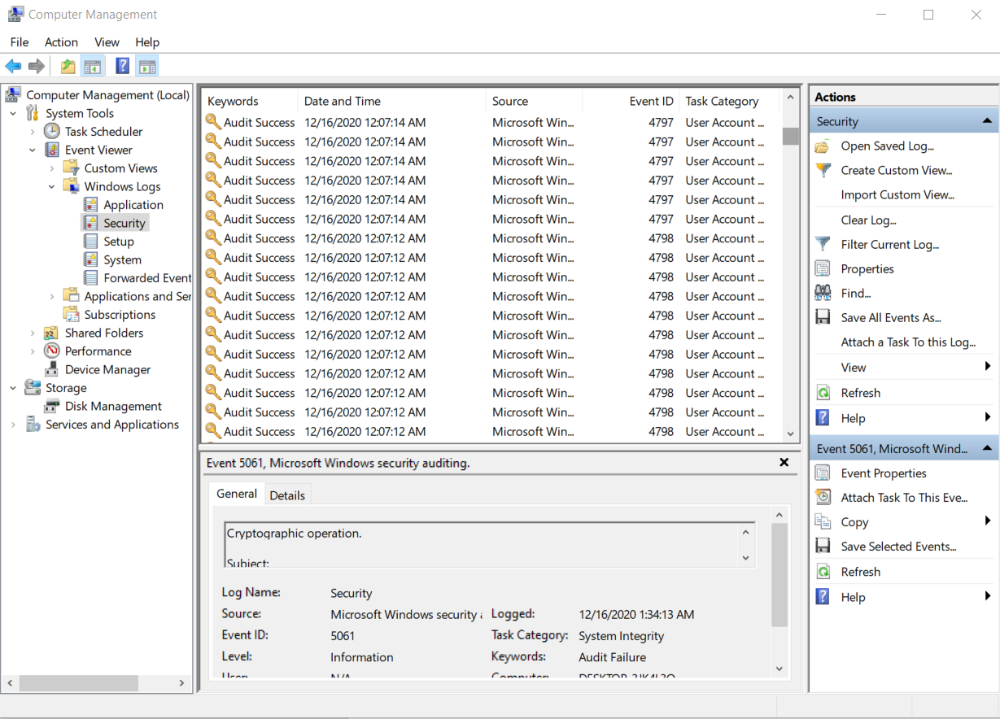 Computer Management
File Action View Help
Computer Management (Local)
System Tools
Task Scheduler
Event Viewer
Custom Views
Windows Logs
Application
Security
Setup
System
Forwarded Event
Applications and Ser
Subscriptions
Shared Folders
Performance
Device Manager
Storage
Disk Management
Services and Applications
Keywords Date and Time Source Event ID Task Category
Audit Success 12/16/2020 12:07:14 AM Microsoft Win... 4797 User Account ...
Audit Success 12/16/2020 12:07:14 AM Microsoft Win... 4797 User Account ...
Audit Success 12/16/2020 12:07:14 AM Microsoft Win... 4797 User Account ...
Audit Success 12/16/2020 12:07:14 AM Microsoft Win... 4797 User Account ...
Audit Success 12/16/2020 12:07:14 AM Microsoft Win... 4797 User Account ...
Audit Success 12/16/2020 12:07:14 AM Microsoft Win... 4797 User Account ...
Audit Success 12/16/2020 12:07:12 AM Microsoft Win... 4798 User Account ...
Audit Success 12/16/2020 12:07:12 AM Microsoft Win... 4798 User Account ...
Audit Success 12/16/2020 12:07:12 AM Microsoft Win... 4798 User Account ...
Audit Success 12/16/2020 12:07:12 AM Microsoft Win... 4798 User Account ...
Audit Success 12/16/2020 12:07:12 AM Microsoft Win... 4798 User Account ...
Audit Success 12/16/2020 12:07:12 AM Microsoft Win... 4798 User Account ...
Audit Success 12/16/2020 12:07:12 AM Microsoft Win... 4798 User Account ...
Audit Success 12/16/2020 12:07:12 AM Microsoft Win... 4798 User Account ...
Audit Success 12/16/2020 12:07:12 AM Microsoft Win... 4798 User Account ...
Audit Success 12/16/2020 12:07:12 AM Microsoft Win... 4798 User Account ...
Audit Success 12/16/2020 12:07:12 AM Microsoft Win... 4798 User Account ...
Event 5061, Microsoft Windows security auditing.
General Details
Cryptographic operation.
Subject:
Log Name: Security
Source: Microsoft Windows security Logged: 12/16/2020 1:34:13 AM
Event ID: 5061 Task Category: System Integrity
Level: Information Keywords: Audit Failure
User: N/A Computer:
Actions
Security
Open Saved Log...
Create Custom View...
Import Custom View...
Clear Log...
Filter Current Log...
Properties
Find...
Save All Events As...
Attach a Task To this Log...
View
Refresh
Help
Event 5061, Microsoft Wind...
Event Properties
Attach Task To This Eve...
Copy
Save Selected Events...
Refresh
Help